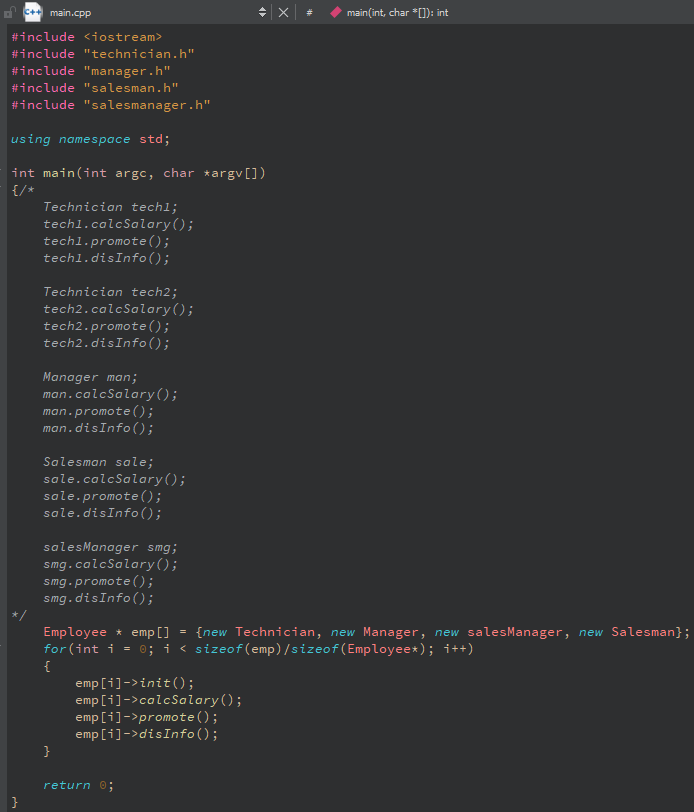 C++ main.cpp # main(int, char *[]): int
#include <iostream>
#include "technician.h"
#include "manager.h"
#include "salesman.h"
#include "salesmanager.h"

using namespace std;

int main(int argc, char *argv[])
{/*
    Technician tech1;
    tech1.calcSalary();
    tech1.promote();
    tech1.disInfo();

    Technician tech2;
    tech2.calcSalary();
    tech2.promote();
    tech2.disInfo();

    Manager man;
    man.calcSalary();
    man.promote();
    man.disInfo();

    Salesman sale;
    sale.calcSalary();
    sale.promote();
    sale.disInfo();

    salesManager smg;
    smg.calcSalary();
    smg.promote();
    smg.disInfo();
*/
    Employee * emp[] = {new Technician, new Manager, new salesManager, new Salesman};
    for(int i = 0; i < sizeof(emp)/sizeof(Employee*); i++)
    {
        emp[i]->init();
        emp[i]->calcSalary();
        emp[i]->promote();
        emp[i]->disInfo();
    }

    return 0;
}